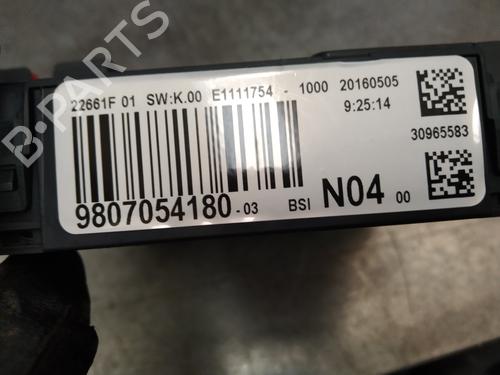 22661F 01 SW:K.00 E1111754 - 1000 20160505
9:25:14
30965583
9807054180 - 03 BSI N04 00
B-PARTS